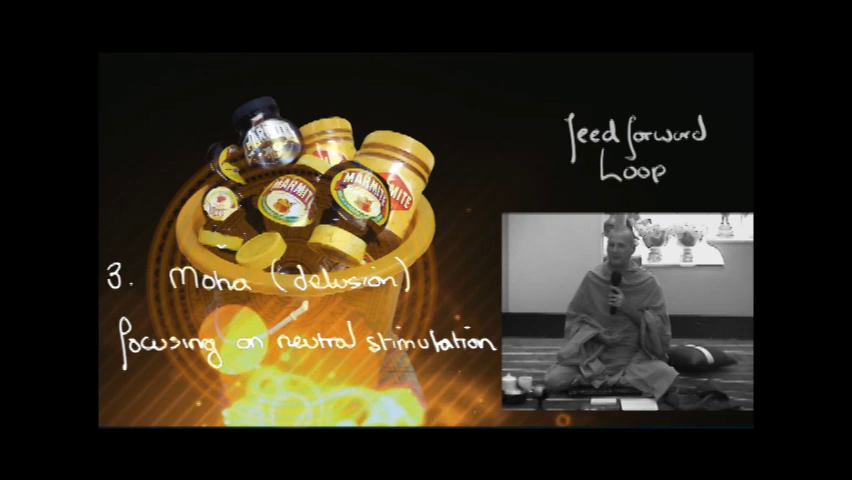 feed forward
Loop
MARMITE
MARMITE
MARMITE
3. Moha (delusion)
focusing on neutral stimulation